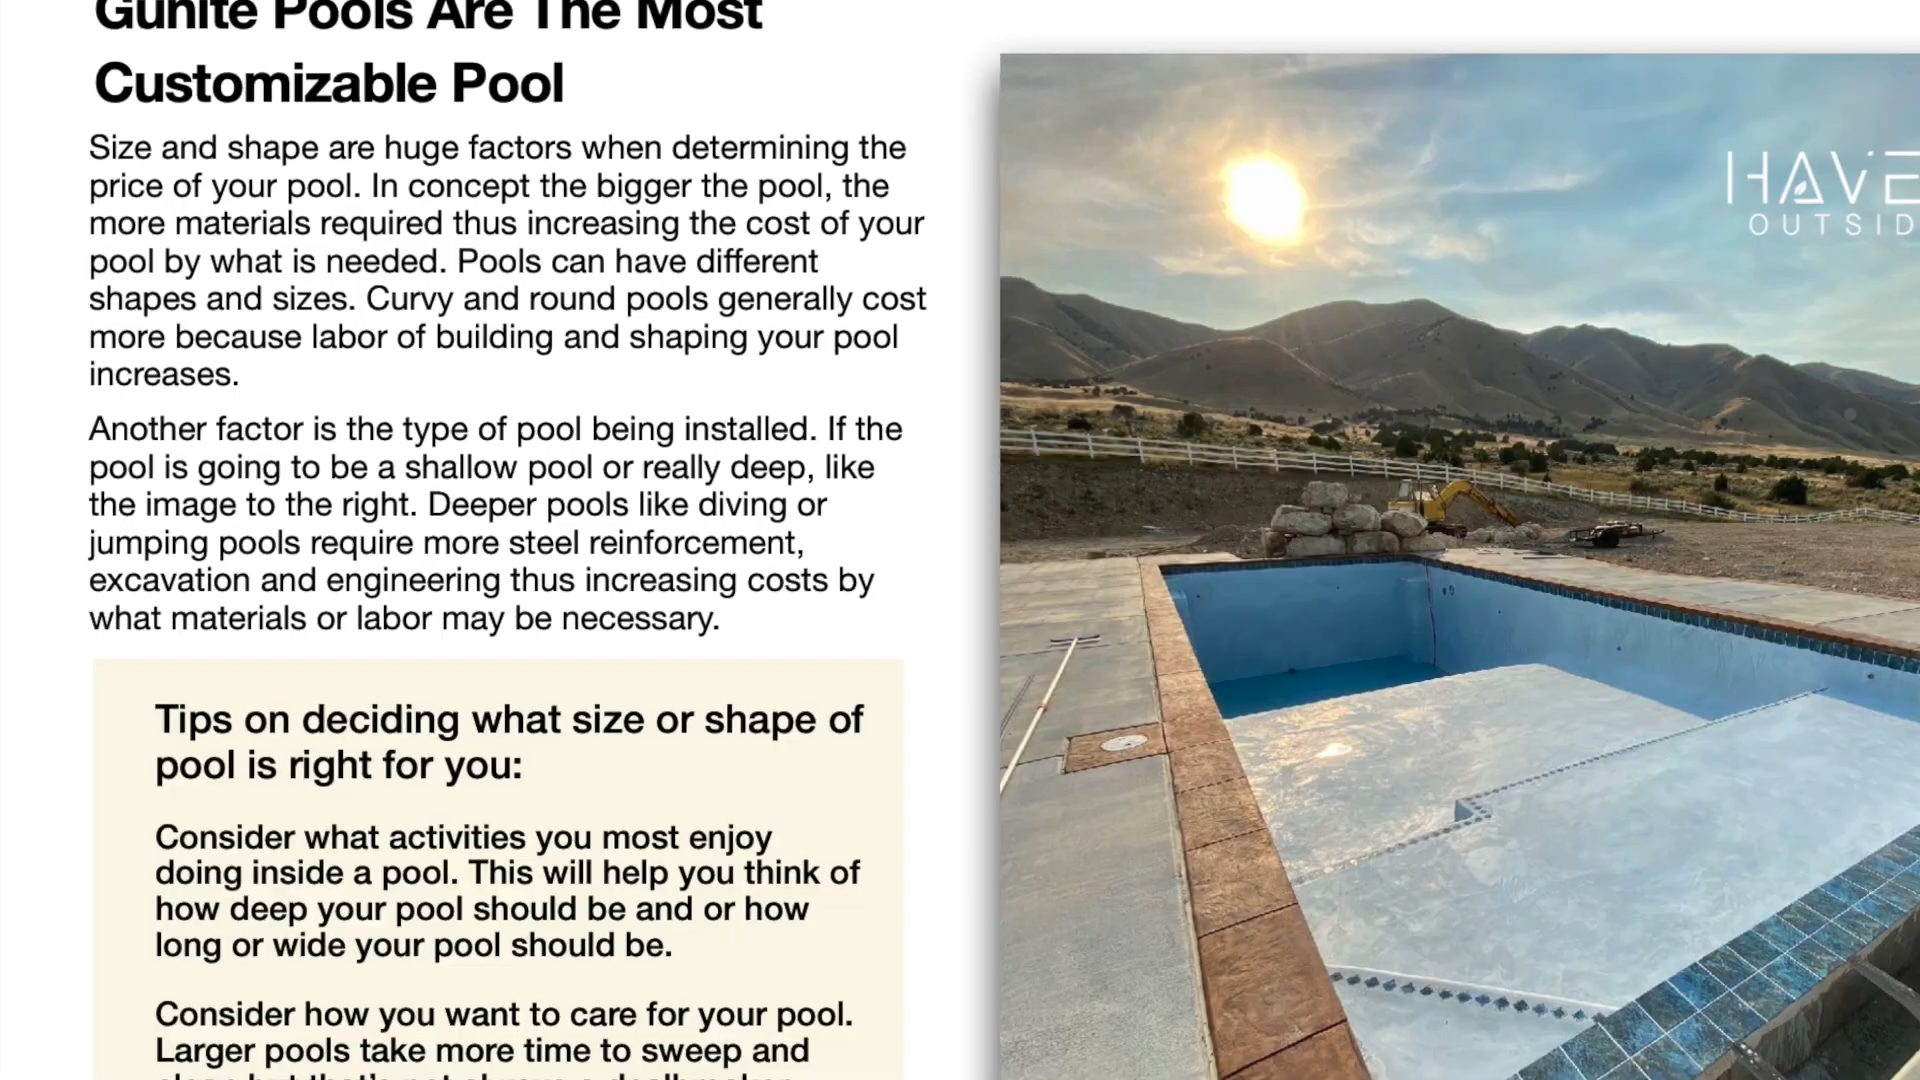 Gunite Pools Are The Most
Customizable Pool
Size and shape are huge factors when determining the
price of your pool. In concept the bigger the pool, the
more materials required thus increasing the cost of your
pool by what is needed. Pools can have different
shapes and sizes. Curvy and round pools generally cost
more because labor of building and shaping your pool
increases.
Another factor is the type of pool being installed. If the
pool is going to be a shallow pool or really deep, like
the image to the right. Deeper pools like diving or
jumping pools require more steel reinforcement,
excavation and engineering thus increasing costs by
what materials or labor may be necessary.
Tips on deciding what size or shape of
pool is right for you:
Consider what activities you most enjoy
doing inside a pool. This will help you think of
how deep your pool should be and or how
long or wide your pool should be.
Consider how you want to care for your pool.
Larger pools take more time to sweep and
HAVE
OUTSID